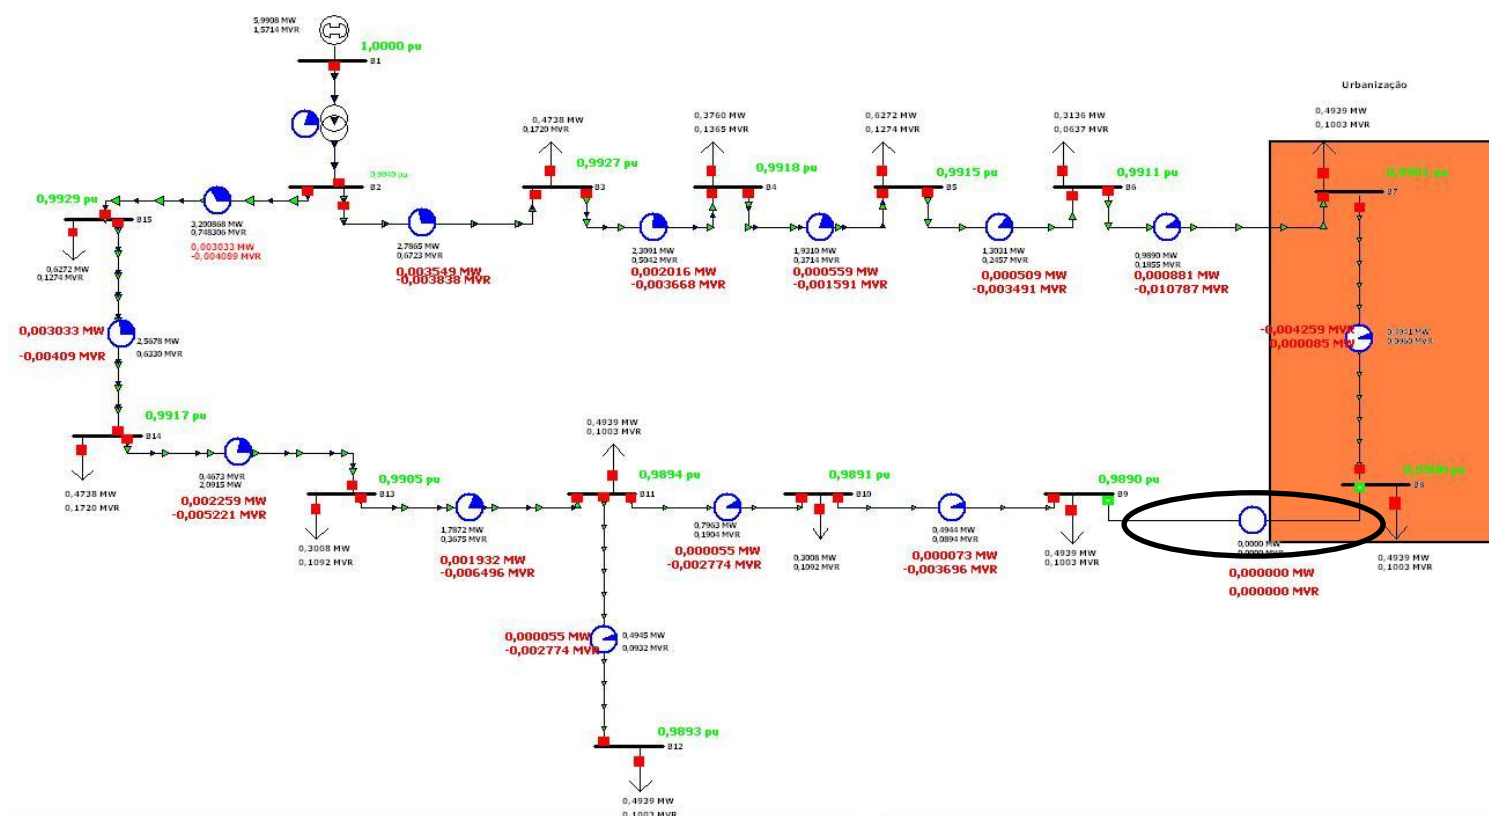 5,9908 MW
1,5714 MVR
1,0000 pu
B1
Urbanização
0,4738 MW
0,1720 MVR
0,3760 MW
0,1365 MVR
0,6272 MW
0,1274 MVR
0,3136 MW
0,0637 MVR
0,4939 MW
0,1003 MVR
0,9940 pu
B2
0,9927 pu
B3
0,9918 pu
B4
0,9915 pu
B5
0,9911 pu
B6
B7
0,9929 pu
B15
3,200868 MW
0,748306 MVR
0,003033 MW
-0,004089 MVR
2,7865 MW
0,6723 MVR
0,003549 MW
-0,003838 MVR
2,3091 MW
0,5042 MVR
0,002016 MW
-0,003668 MVR
1,9310 MW
0,3714 MVR
0,000559 MW
-0,001591 MVR
1,3031 MW
0,2457 MVR
0,000509 MW
-0,003491 MVR
0,9890 MW
0,1855 MVR
0,000881 MW
-0,010787 MVR
0,6272 MW
0,1274 MVR
0,003033 MW
-0,00409 MVR
2,5678 MW
0,6330 MVR
-0,004259 MVR
0,000085 MW
0,4941 MW
0,0960 MVR
0,9917 pu
B14
0,4738 MW
0,1720 MVR
0,4673 MW
2,0915 MW
0,002259 MW
-0,005221 MVR
0,9905 pu
B13
0,3008 MW
0,1092 MVR
1,7872 MW
0,3675 MVR
0,001932 MW
-0,006496 MVR
0,4939 MW
0,1003 MVR
0,9894 pu
B11
0,7963 MW
0,1904 MVR
0,000055 MW
-0,002774 MVR
0,9891 pu
B10
0,3008 MW
0,1092 MVR
0,4944 MW
0,0894 MVR
0,000073 MW
-0,003696 MVR
0,9890 pu
B9
0,4939 MW
0,1003 MVR
0,0000 MW
0,000000 MW
0,000000 MVR
0,9900 pu
B8
0,4939 MW
0,1003 MVR
0,000055 MW
-0,002774 MVR
0,4945 MW
0,0932 MVR
0,9893 pu
B12
0,4939 MW
0,1003 MVR